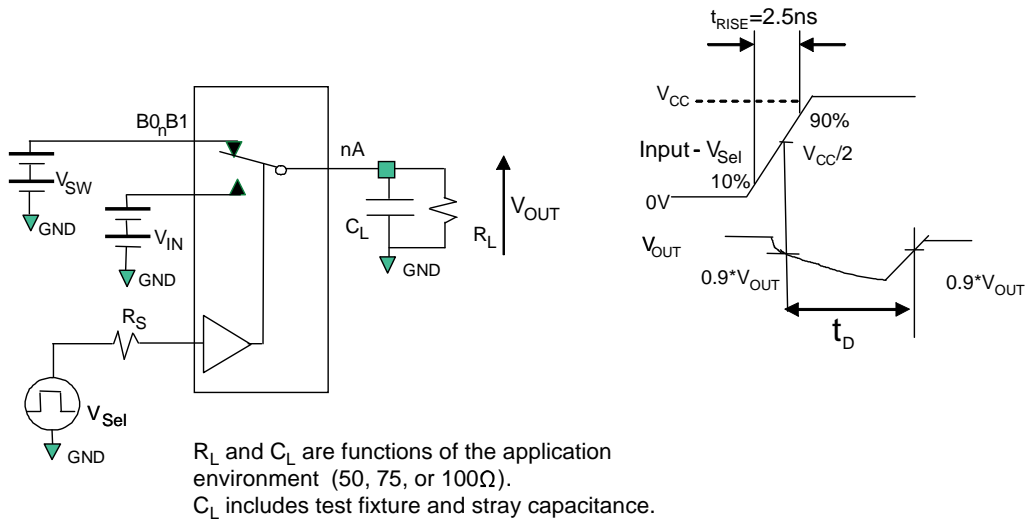 B0nB1
VSW
GND
VIN
GND
RS
VSel
GND
nA
CL
RL
GND
VOUT
RL and CL are functions of the application
environment (50, 75, or 100Ω).
CL includes test fixture and stray capacitance.
tRISE=2.5ns
VCC
90%
Input - VSel
VCC/2
10%
0V
VOUT
0.9*VOUT
0.9*VOUT
tD